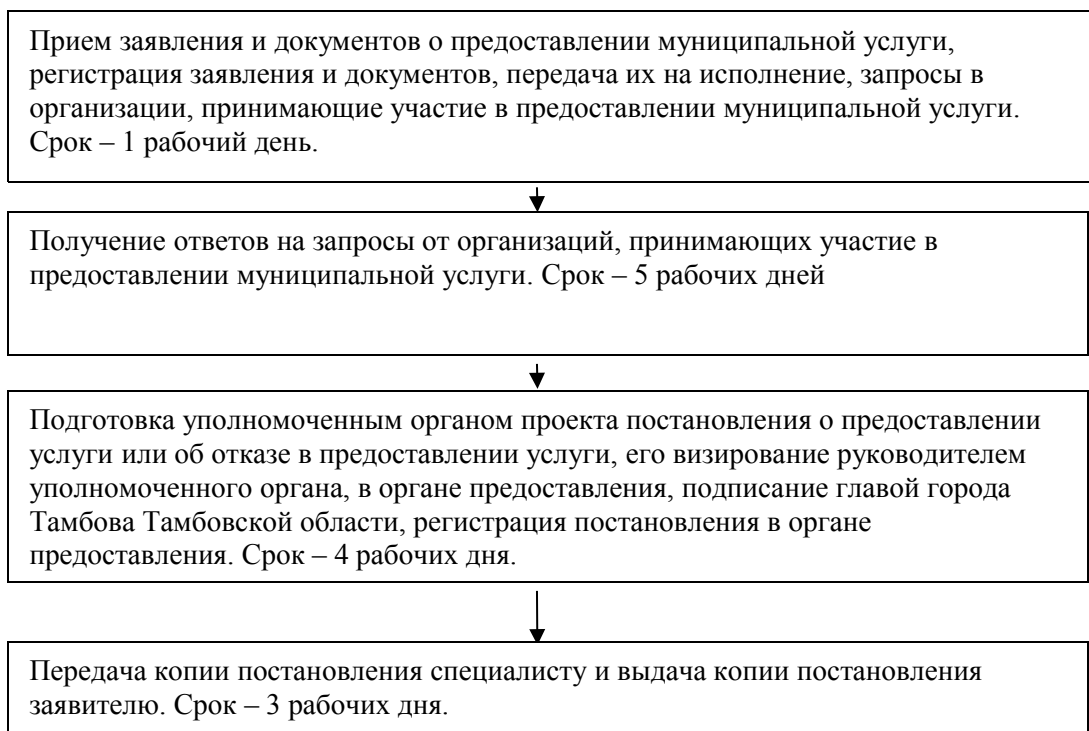 Прием заявления и документов о предоставлении муниципальной услуги,
регистрация заявления и документов, передача их на исполнение, запросы в
организации, принимающие участие в предоставлении муниципальной услуги.
Срок – 1 рабочий день.
Получение ответов на запросы от организаций, принимающих участие в
предоставлении муниципальной услуги. Срок – 5 рабочих дней
Подготовка уполномоченным органом проекта постановления о предоставлении
услуги или об отказе в предоставлении услуги, его визирование руководителем
уполномоченного органа, в органе предоставления, подписание главой города
Тамбова Тамбовской области, регистрация постановления в органе
предоставления. Срок – 4 рабочих дня.
Передача копии постановления специалисту и выдача копии постановления
заявителю. Срок – 3 рабочих дня.